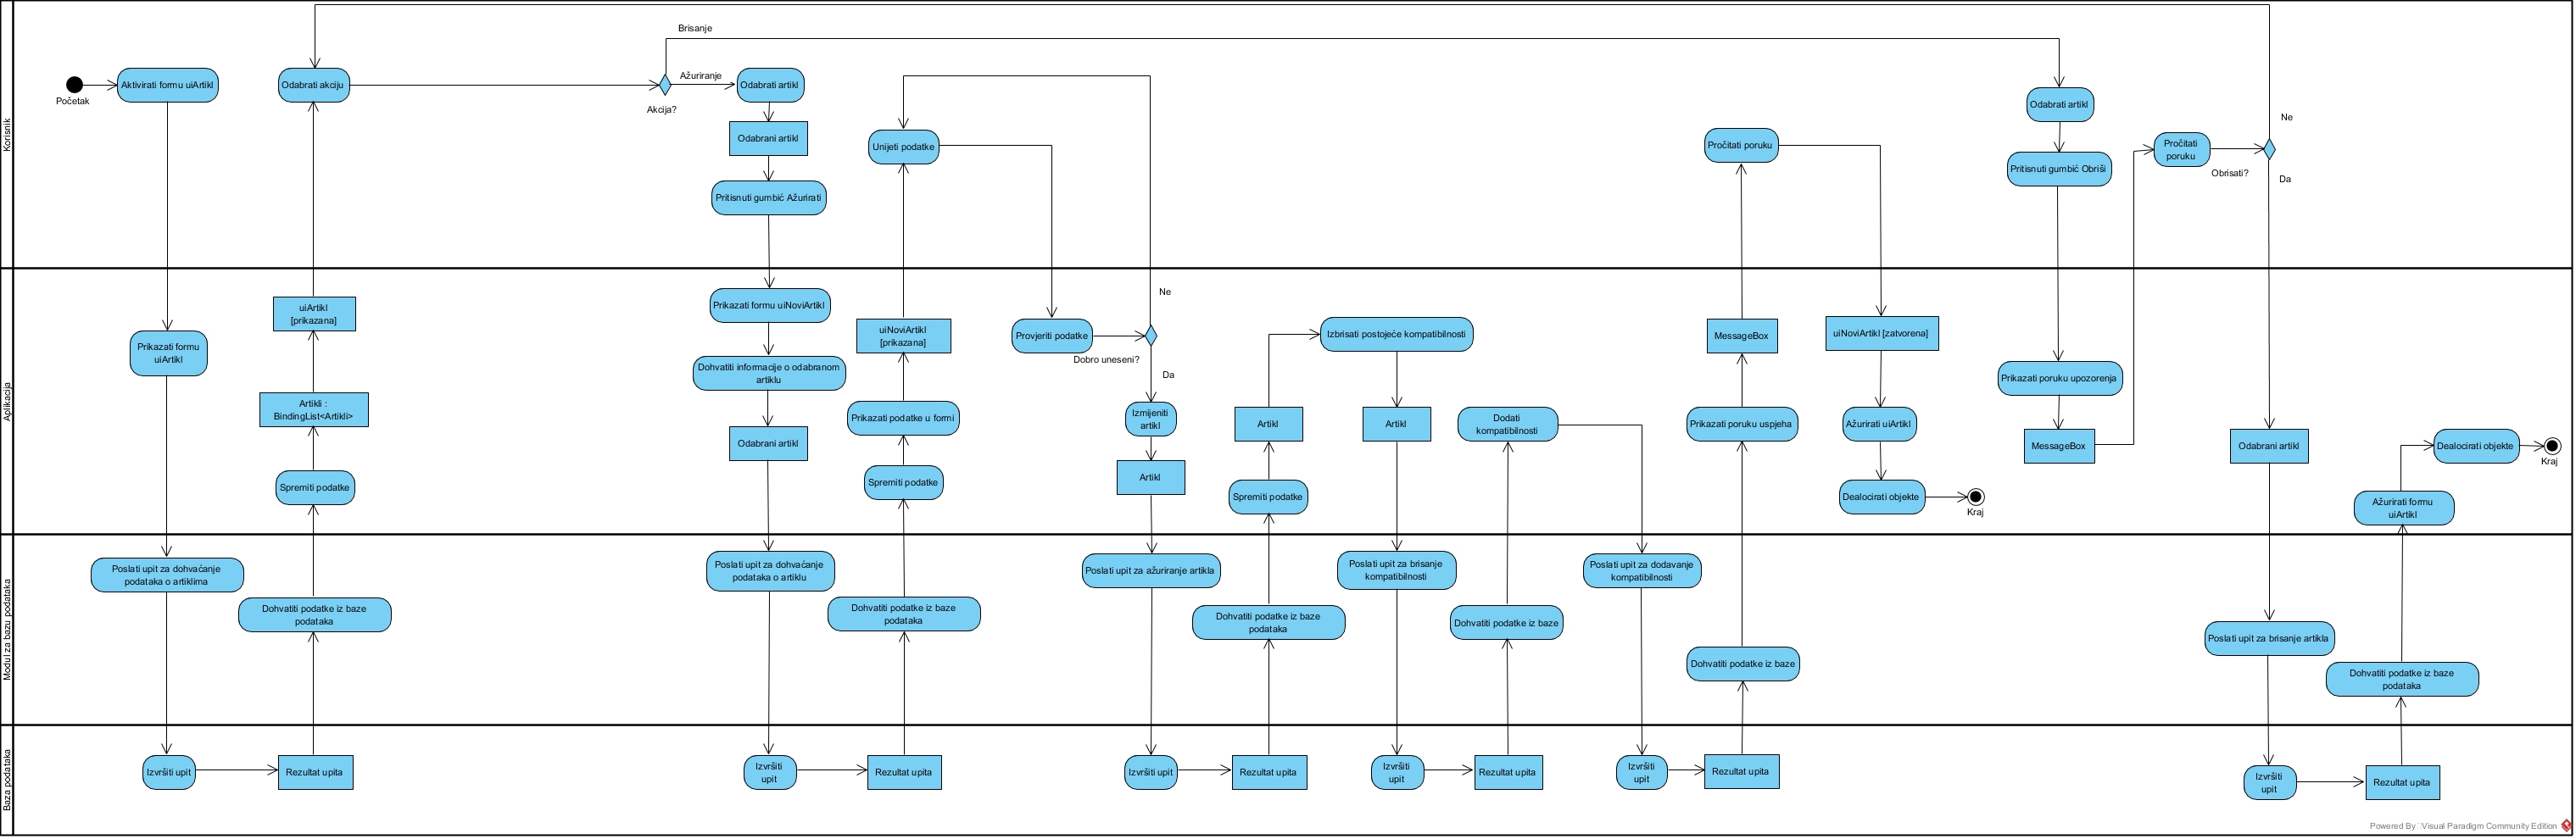 Korisnik
Početak
Aktivirati formu uiArtikl
Odabrati akciju
Brisanje
Ažuriranje
Akcija?
Odabrati artikl
Odabrani artikl
Pritisnuti gumbić Ažurirati
Unijeti podatke
Pročitati poruku
Odabrati artikl
Pritisnuti gumbić Obriši
Pročitati
poruku
Obrisati?
Ne
Da
Aplikacija
Prikazati formu
uiArtikl
uiArtikl
[prikazana]
Artikli :
BindingList<Artikli>
Spremiti podatke
Prikazati formu uiNoviArtikl
Dohvatiti informacije o odabranom
artiklu
Odabrani artikl
uiNoviArtikl
[prikazana]
Prikazati podatke u formi
Spremiti podatke
Provjeriti podatke
Dobro uneseni?
Ne
Da
Izmijeniti
artikl
Artikl
Artikl
Spremiti podatke
Izbrisati postojeće kompatibilnosti
Artikl
Dodati
kompatibilnosti
MessageBox
Prikazati poruku uspjeha
uiNoviArtikl [zatvorena]
Ažurirati uiArtikl
Dealocirati objekte
Kraj
Prikazati poruku upozorenja
MessageBox
Odabrani artikl
Ažurirati formu
uiArtikl
Dealocirati objekte
Kraj
Modul za bazu podataka
Poslati upit za dohvaćanje
podataka o artiklima
Dohvatiti podatke iz baze
podataka
Poslati upit za dohvaćanje
podataka o artiklu
Dohvatiti podatke iz baze
podataka
Poslati upit za ažuriranje artikla
Dohvatiti podatke iz baze
podataka
Poslati upit za brisanje
kompatibilnosti
Dohvatiti podatke iz baze
Poslati upit za dodavanje
kompatibilnosti
Dohvatiti podatke iz baze
Poslati upit za brisanje artikla
Dohvatiti podatke iz baze
podataka
Baza podataka
Izvršiti upit
Rezultat upita
Izvršiti
upit
Rezultat upita
Izvršiti upit
Rezultat upita
Izvršiti
upit
Rezultat upita
Izvršiti
upit
Rezultat upita
Izvršiti
upit
Rezultat upita
Powered By Visual Paradigm Community Edition